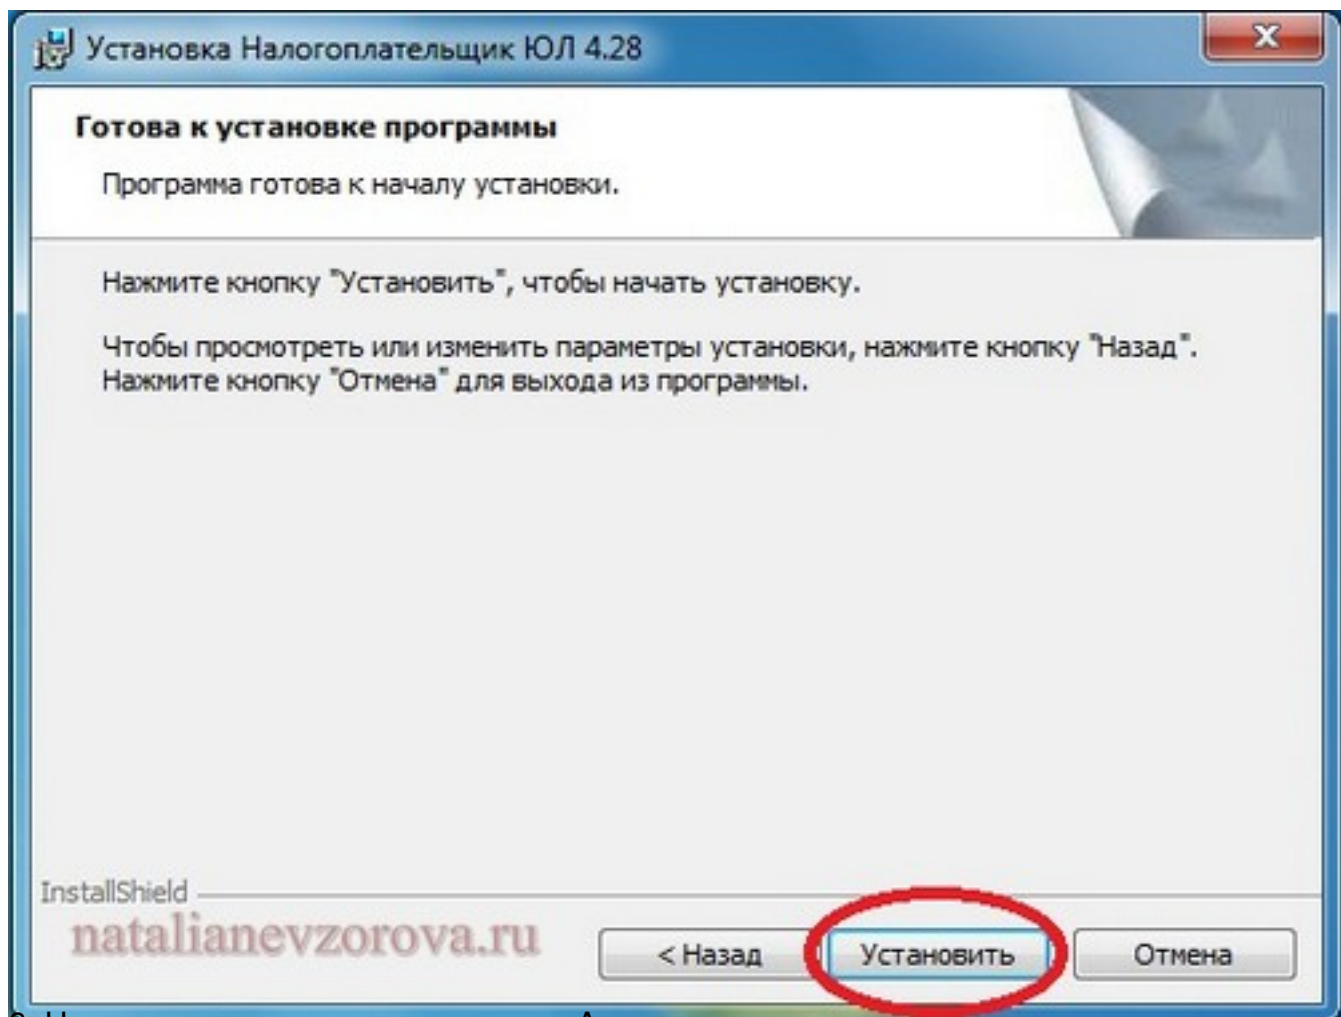 Установка Налогоплательщик ЮЛ 4.28
Готова к установке программы
Программа готова к началу установки.
Нажмите кнопку "Установить", чтобы начать установку.
Чтобы просмотреть или изменить параметры установки, нажмите кнопку "Назад".
Нажмите кнопку "Отмена" для выхода из программы.
InstallShield
natalianevzorova.ru
< Назад
Установить
Отмена